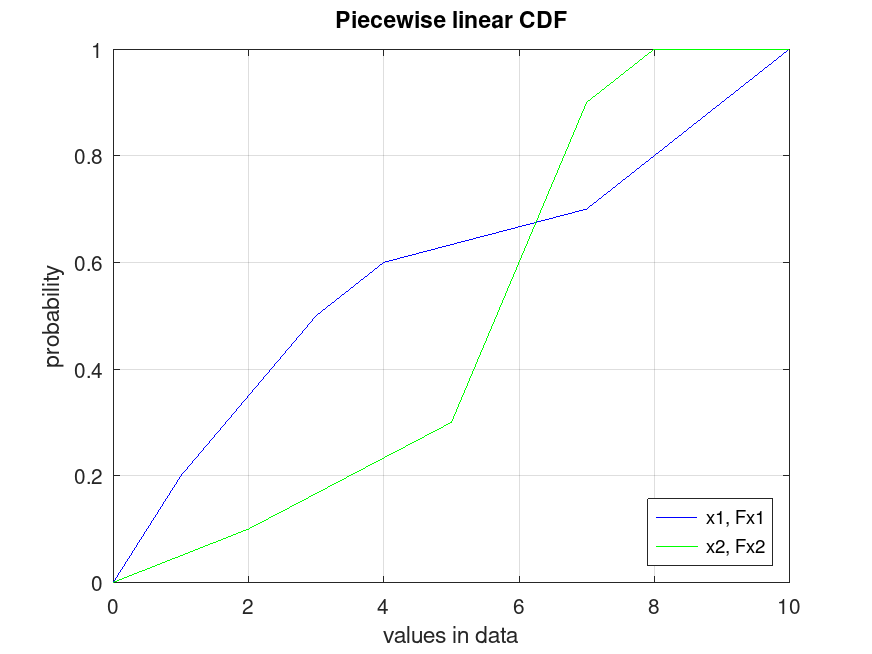 Piecewise linear CDF
1
0.8
0.6
0.4
0.2
0
probability
0 2 4 6 8 10
values in data
x1, Fx1
x2, Fx2